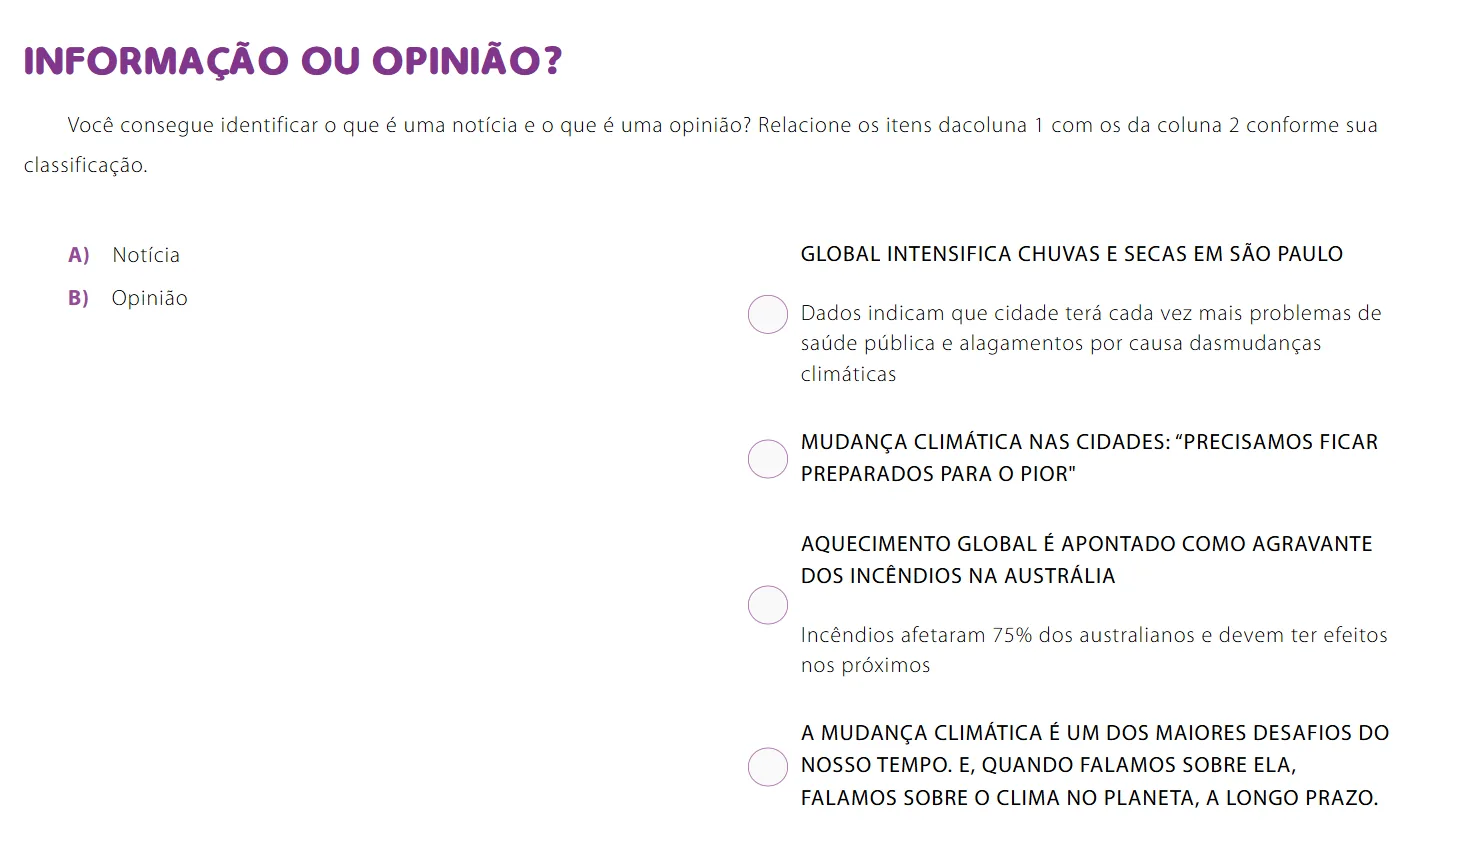 INFORMAÇÃO OU OPINIÃO?
Você consegue identificar o que é uma notícia e o que é uma opinião? Relacione os itens dacoluna 1 com os da coluna 2 conforme sua
classificação.
A) Notícia
B) Opinião
GLOBAL INTENSIFICA CHUVAS E SECAS EM SÃO PAULO
Dados indicam que cidade terá cada vez mais problemas de
saúde pública e alagamentos por causa dasmudanças
climáticas
MUDANÇA CLIMÁTICA NAS CIDADES: “PRECISAMOS FICAR
PREPARADOS PARA O PIOR"
AQUECIMENTO GLOBAL É APONTADO COMO AGRAVANTE
DOS INCÊNDIOS NA AUSTRÁLIA
Incêndios afetaram 75% dos australianos e devem ter efeitos
nos próximos
A MUDANÇA CLIMÁTICA É UM DOS MAIORES DESAFIOS DO
NOSSO TEMPO. E, QUANDO FALAMOS SOBRE ELA,
FALAMOS SOBRE O CLIMA NO PLANETA, A LONGO PRAZO.